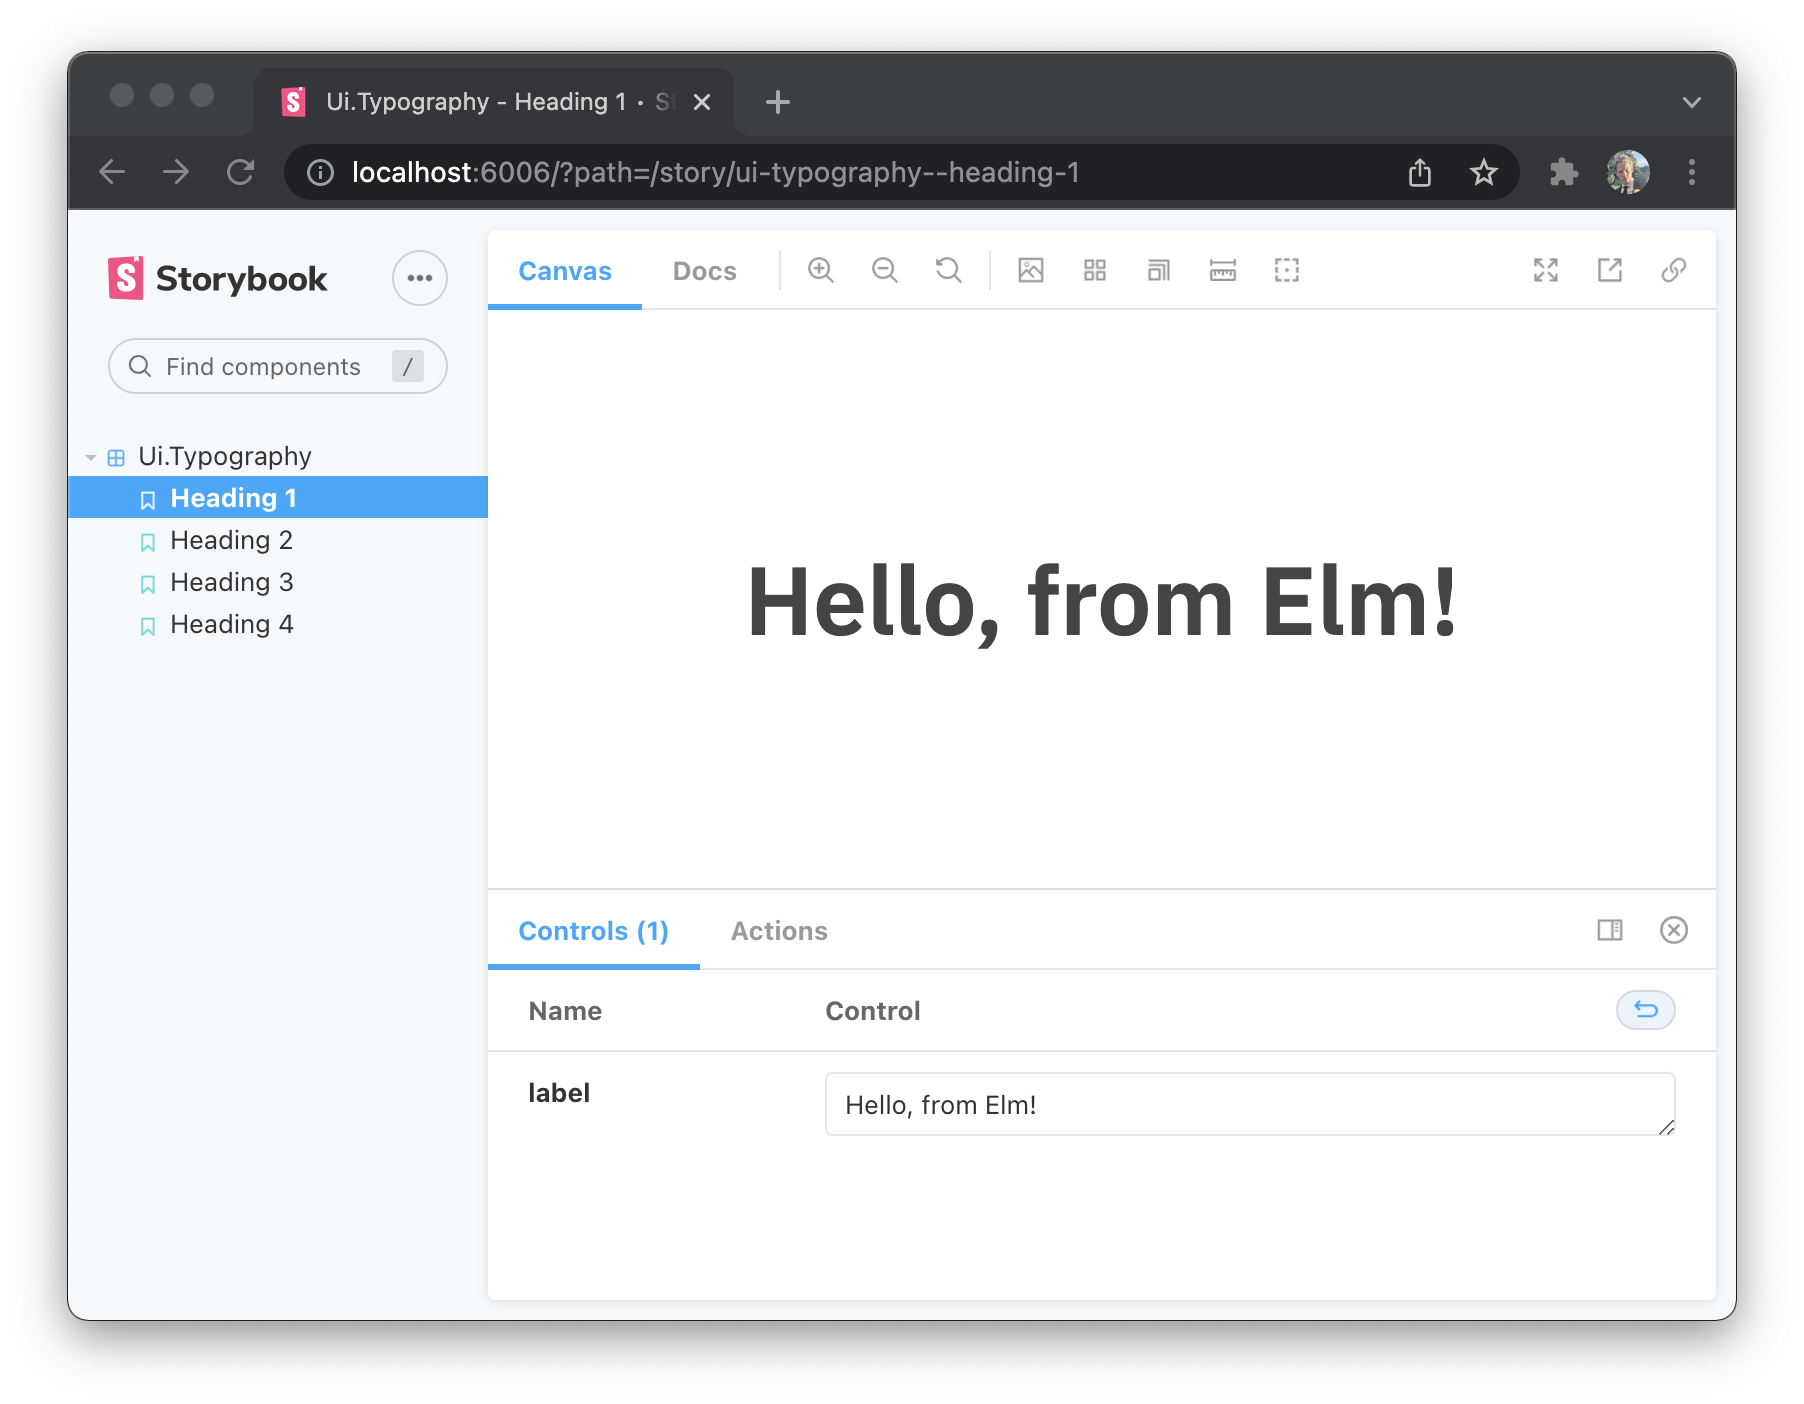 Ui.Typography - Heading 1 • St
localhost:6006/?path=/story/ui-typography--heading-1
Storybook
Find components /
Ui.Typography
Heading 1
Heading 2
Heading 3
Heading 4
Canvas Docs
Hello, from Elm!
Controls (1) Actions
Name Control
label Hello, from Elm!